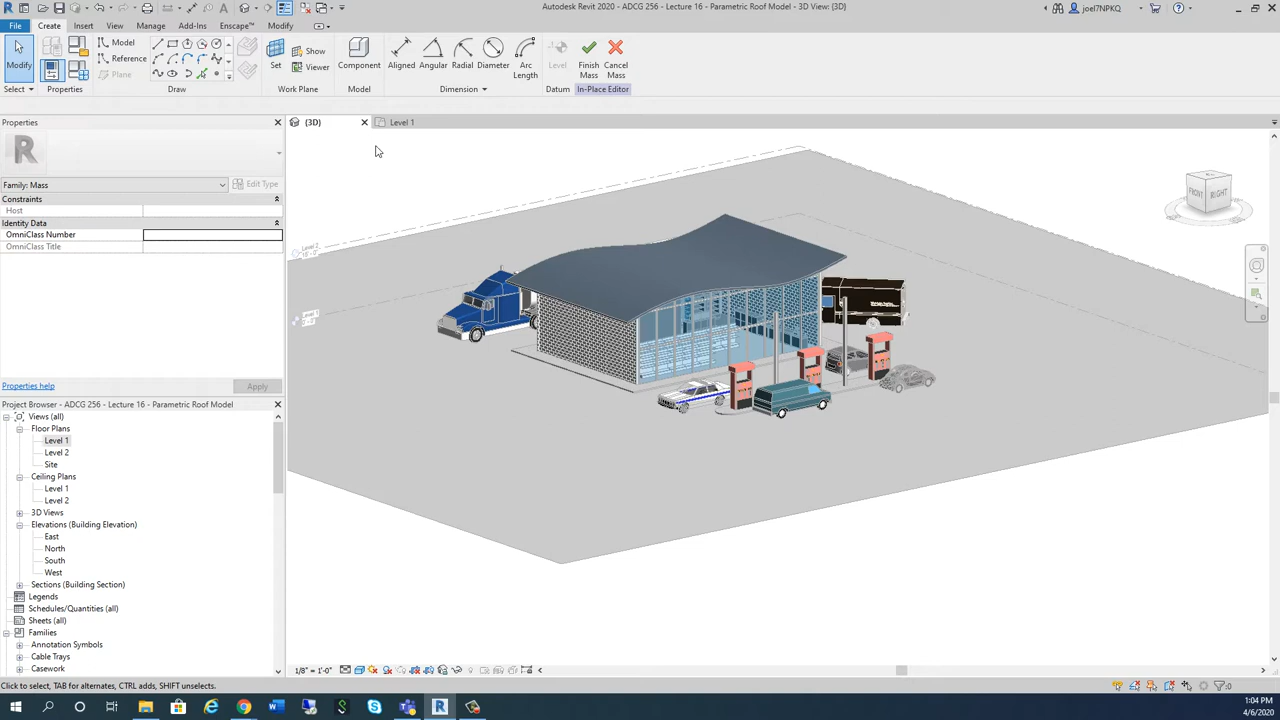 Autodesk Revit 2020 - ADCG 256 - Lecture 16 - Parametric Roof Model - 3D View: {3D}
joel7NPKQ
File Create Insert View Manage Add-Ins Enscape™ Modify
Modify
Model
Reference
Plane
Set
Show
Viewer
Component
Aligned Angular Radial Diameter Arc Length
Level
Finish Mass
Cancel Mass
Select Properties Draw Work Plane Model Dimension Datum In-Place Editor
Properties
{3D}
Level 1
R
Family: Mass
Edit Type
Constraints
Host
Identity Data
OmniClass Number
OmniClass Title
Level 2
FRONT
RIGHT
Properties help
Apply
Project Browser - ADCG 256 - Lecture 16 - Parametric Roof Model
Views (all)
Floor Plans
Level 1
Level 2
Site
Ceiling Plans
Level 1
Level 2
3D Views
Elevations (Building Elevation)
East
North
South
West
Sections (Building Section)
Legends
Schedules/Quantities (all)
Sheets (all)
Families
Annotation Symbols
Cable Trays
Casework
1/8" = 1'-0"
Click to select, TAB for alternates, CTRL adds, SHIFT unselects.
:0
1:04 PM
4/6/2020